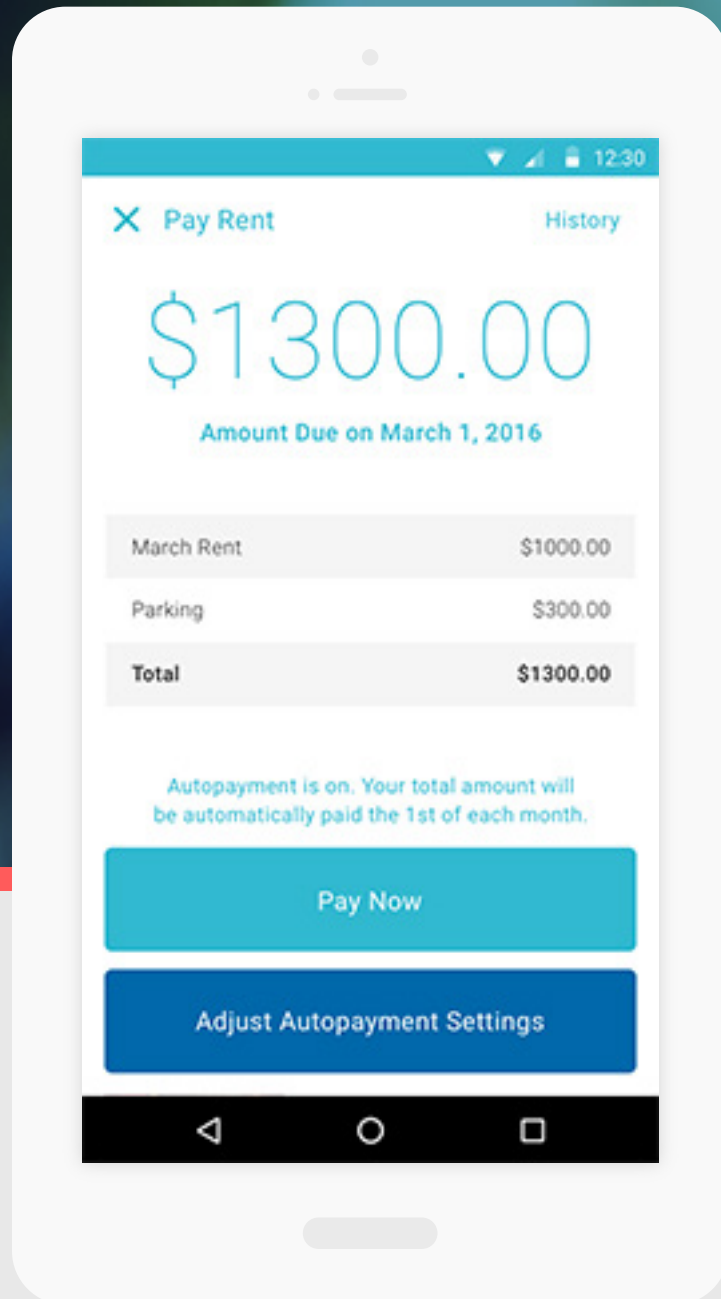 12:30
Pay Rent History
$1300.00
Amount Due on March 1, 2016
March Rent $1000.00
Parking $300.00
Total $1300.00
Autopayment is on. Your total amount will
be automatically paid the 1st of each month.
Pay Now
Adjust Autopayment Settings